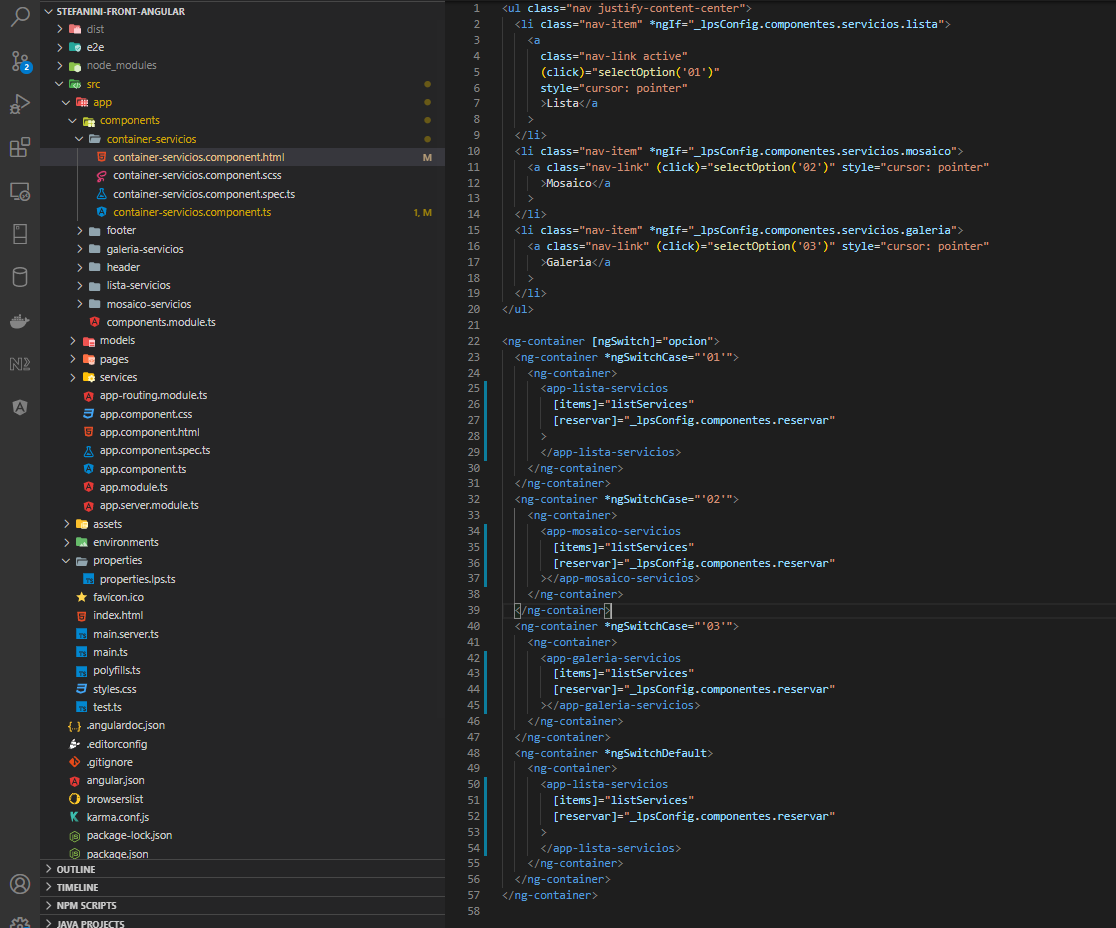 STEFANINI-FRONT-ANGULAR
dist
e2e
node_modules
src
app
components
container-servicios
container-servicios.component.html M
container-servicios.component.scss
container-servicios.component.spec.ts
container-servicios.component.ts 1, M
footer
galeria-servicios
header
lista-servicios
mosaico-servicios
components.module.ts
models
pages
services
app-routing.module.ts
app.component.css
app.component.html
app.component.spec.ts
app.component.ts
app.module.ts
app.server.module.ts
assets
environments
properties
properties.lps.ts
favicon.ico
index.html
main.server.ts
main.ts
polyfills.ts
styles.css
test.ts
.angulardoc.json
.editorconfig
.gitignore
angular.json
browserslist
karma.conf.js
package-lock.json
package.json
OUTLINE
TIMELINE
NPM SCRIPTS
JAVA PROJECTS
2
1 <ul class="nav justify-content-center">
2 <li class="nav-item" *ngIf="_lpsConfig.componentes.servicios.lista">
3 <a
4 class="nav-link active"
5 (click)="selectOption('01')"
6 style="cursor: pointer"
7 >Lista</a
8 >
9 </li>
10 <li class="nav-item" *ngIf="_lpsConfig.componentes.servicios.mosaico">
11 <a class="nav-link" (click)="selectOption('02')" style="cursor: pointer"
12 >Mosaico</a
13 >
14 </li>
15 <li class="nav-item" *ngIf="_lpsConfig.componentes.servicios.galeria">
16 <a class="nav-link" (click)="selectOption('03')" style="cursor: pointer"
17 >Galeria</a
18 >
19 </li>
20 </ul>
21
22 <ng-container [ngSwitch]="opcion">
23 <ng-container *ngSwitchCase="'01'">
24 <ng-container>
25 <app-lista-servicios
26 [items]="listServices"
27 [reservar]="_lpsConfig.componentes.reservar"
28 >
29 </app-lista-servicios>
30 </ng-container>
31 </ng-container>
32 <ng-container *ngSwitchCase="'02'">
33 <ng-container>
34 <app-mosaico-servicios
35 [items]="listServices"
36 [reservar]="_lpsConfig.componentes.reservar"
37 ></app-mosaico-servicios>
38 </ng-container>
39 </ng-container>
40 <ng-container *ngSwitchCase="'03'">
41 <ng-container>
42 <app-galeria-servicios
43 [items]="listServices"
44 [reservar]="_lpsConfig.componentes.reservar"
45 ></app-galeria-servicios>
46 </ng-container>
47 </ng-container>
48 <ng-container *ngSwitchDefault>
49 <ng-container>
50 <app-lista-servicios
51 [items]="listServices"
52 [reservar]="_lpsConfig.componentes.reservar"
53 >
54 </app-lista-servicios>
55 </ng-container>
56 </ng-container>
57 </ng-container>
58